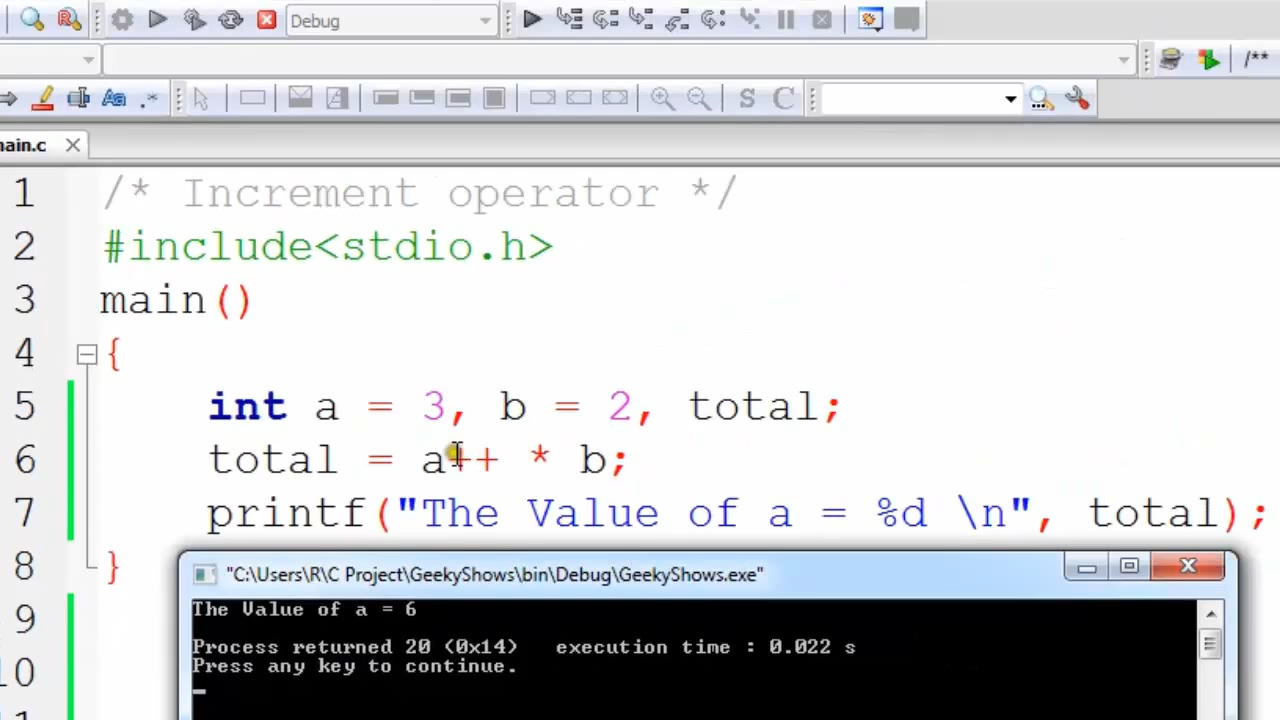 Debug
/**
Aa .*
S C
main.c
1 /* Increment operator */
2 #include<stdio.h>
3 main()
4 {
5 int a = 3, b = 2, total;
6 total = a++ * b;
7 printf("The Value of a = %d \n", total);
8 }
"C:\Users\R\C Project\GeekyShows\bin\Debug\GeekyShows.exe"
9
The Value of a = 6
Process returned 20 (0x14)   execution time : 0.022 s
10
Press any key to continue.